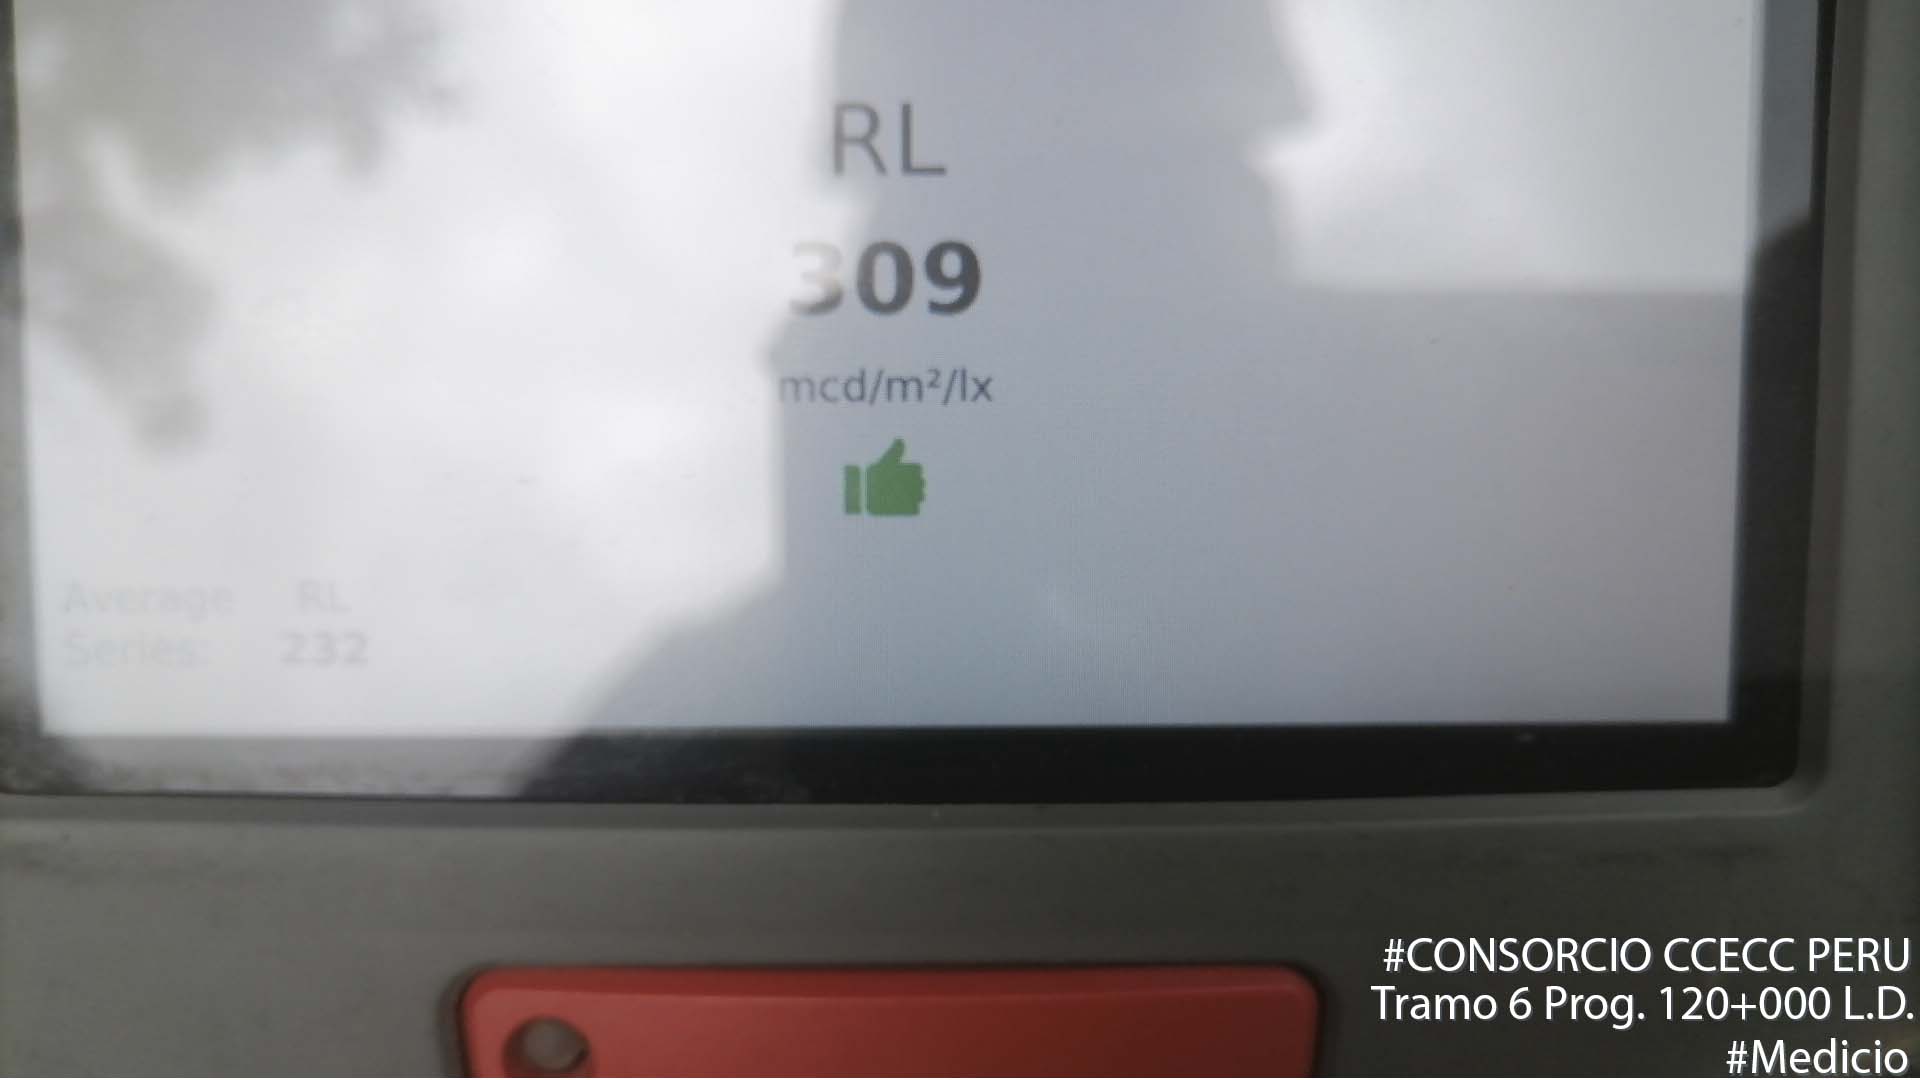 RL
309
mcd/m²/lx
Average RL
Series: 232
#CONSORCIO CCECC PERU
Tramo 6 Prog. 120+000 L.D.
#Medicio